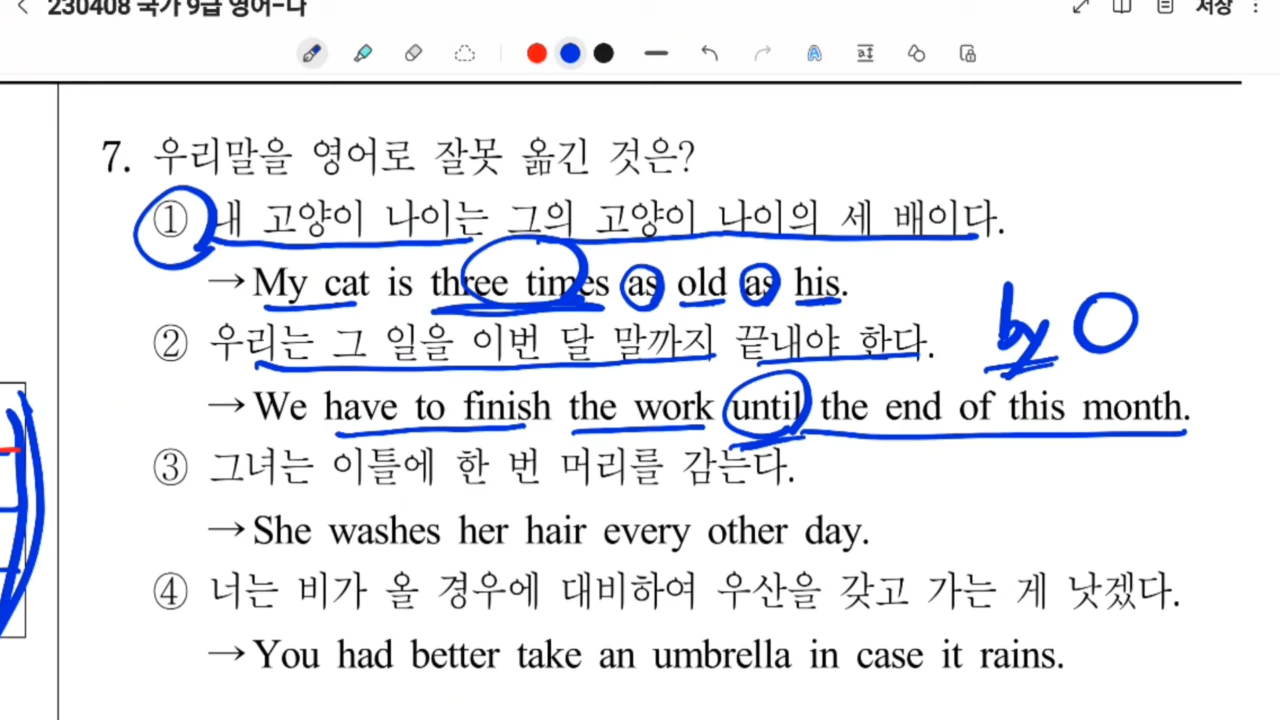 230408 국가 9급 영어-나
저장
7. 우리말을 영어로 잘못 옮긴 것은?
① 내 고양이 나이는 그의 고양이 나이의 세 배이다.
→ My cat is three times as old as his.
② 우리는 그 일을 이번 달 말까지 끝내야 한다.
by
→ We have to finish the work until the end of this month.
③ 그녀는 이틀에 한 번 머리를 감는다.
→ She washes her hair every other day.
④ 너는 비가 올 경우에 대비하여 우산을 갖고 가는 게 낫겠다.
→ You had better take an umbrella in case it rains.